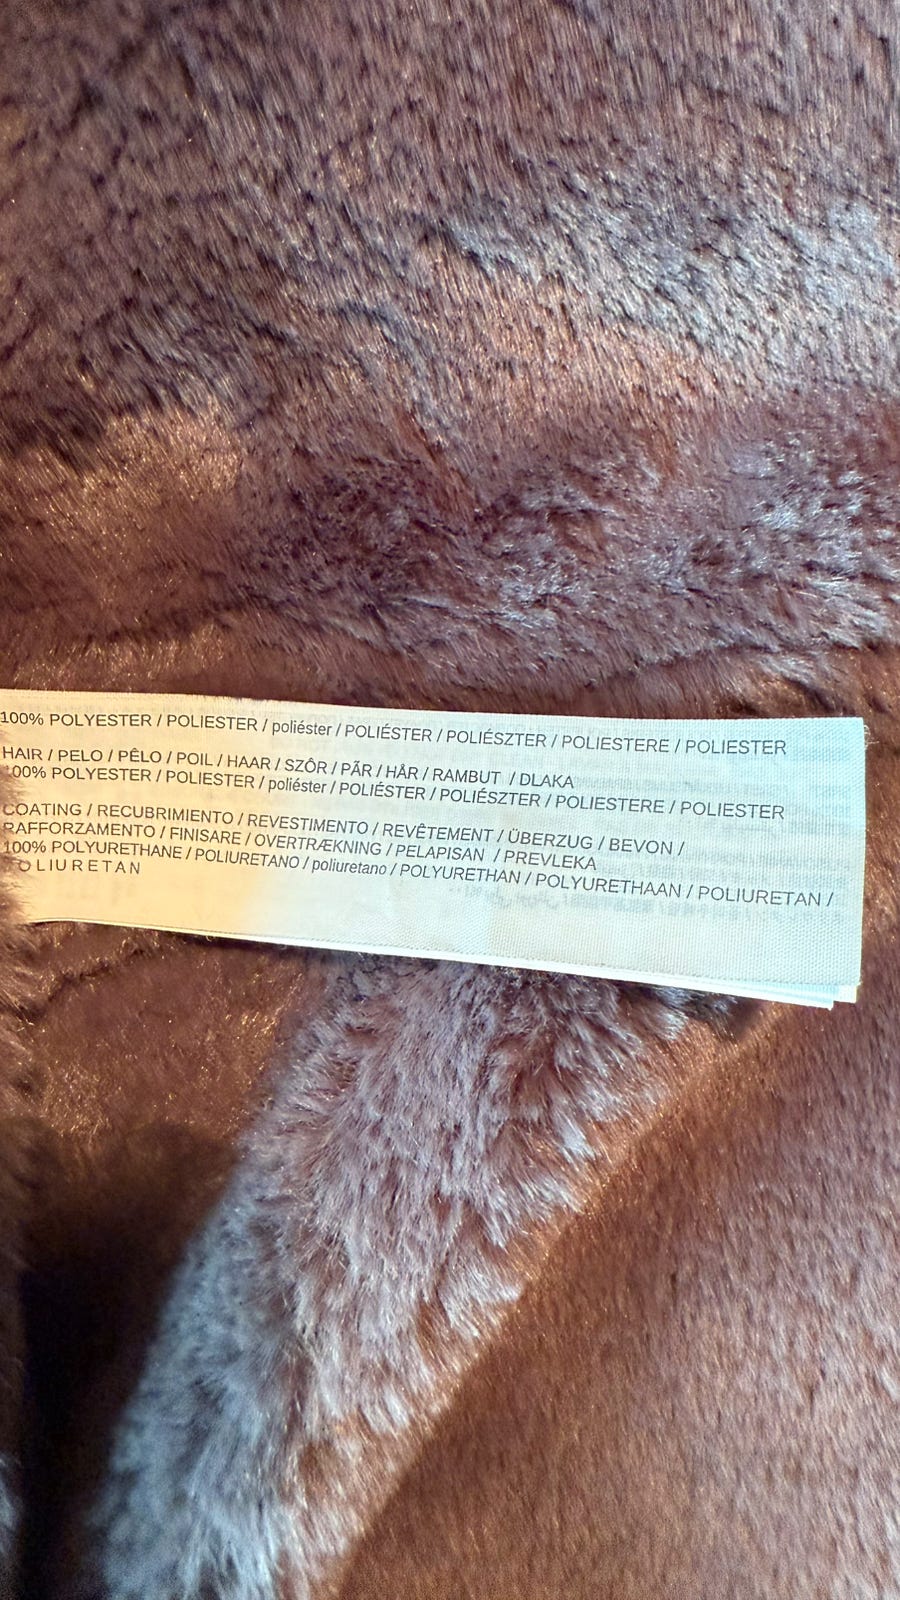 100% POLYESTER / POLIESTER / poliéster / POLIÉSTER / POLIÉSZTER / POLIESTERE / POLIESTER
HAIR / PELO / PÊLO / POIL / HAAR / SZÔR / PÃR / HÅR / RAMBUT / DLAKA
100% POLYESTER / POLIESTER / poliéster / POLIÉSTER / POLIÉSZTER / POLIESTERE / POLIESTER
COATING / RECUBRIMIENTO / REVESTIMENTO / REVÊTEMENT / ÜBERZUG / BEVON /
RAFFORZAMENTO / FINISARE / OVERTRÆKNING / PELAPISAN / PREVLEKA
100% POLYURETHANE / POLIURETANO / poliuretano / POLYURETHAN / POLYURETHAAN / POLIURETAN /
POLIURETAN